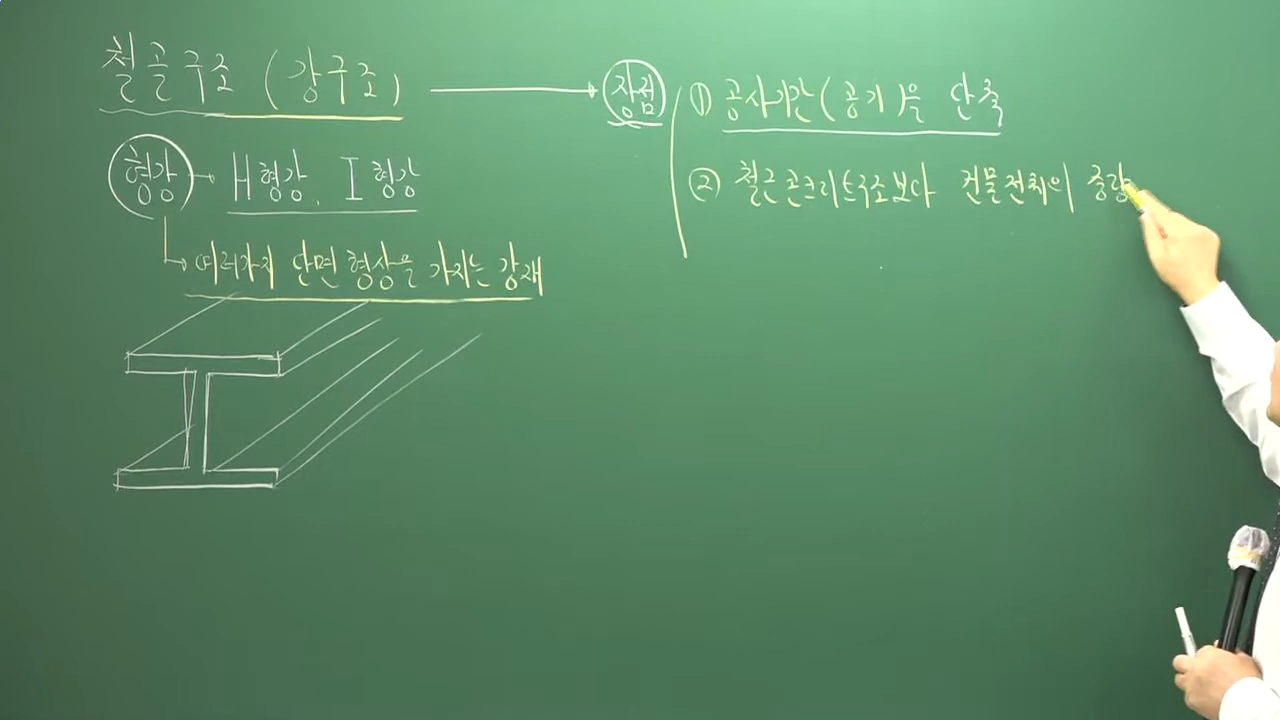 철골구조 (강구조) → 장점
① 공사기간(공기)을 단축
② 철근콘크리트구조보다 건물전체의 중량
형강 → H형강, I형강
여러가지 단면형상을 가지는 강재